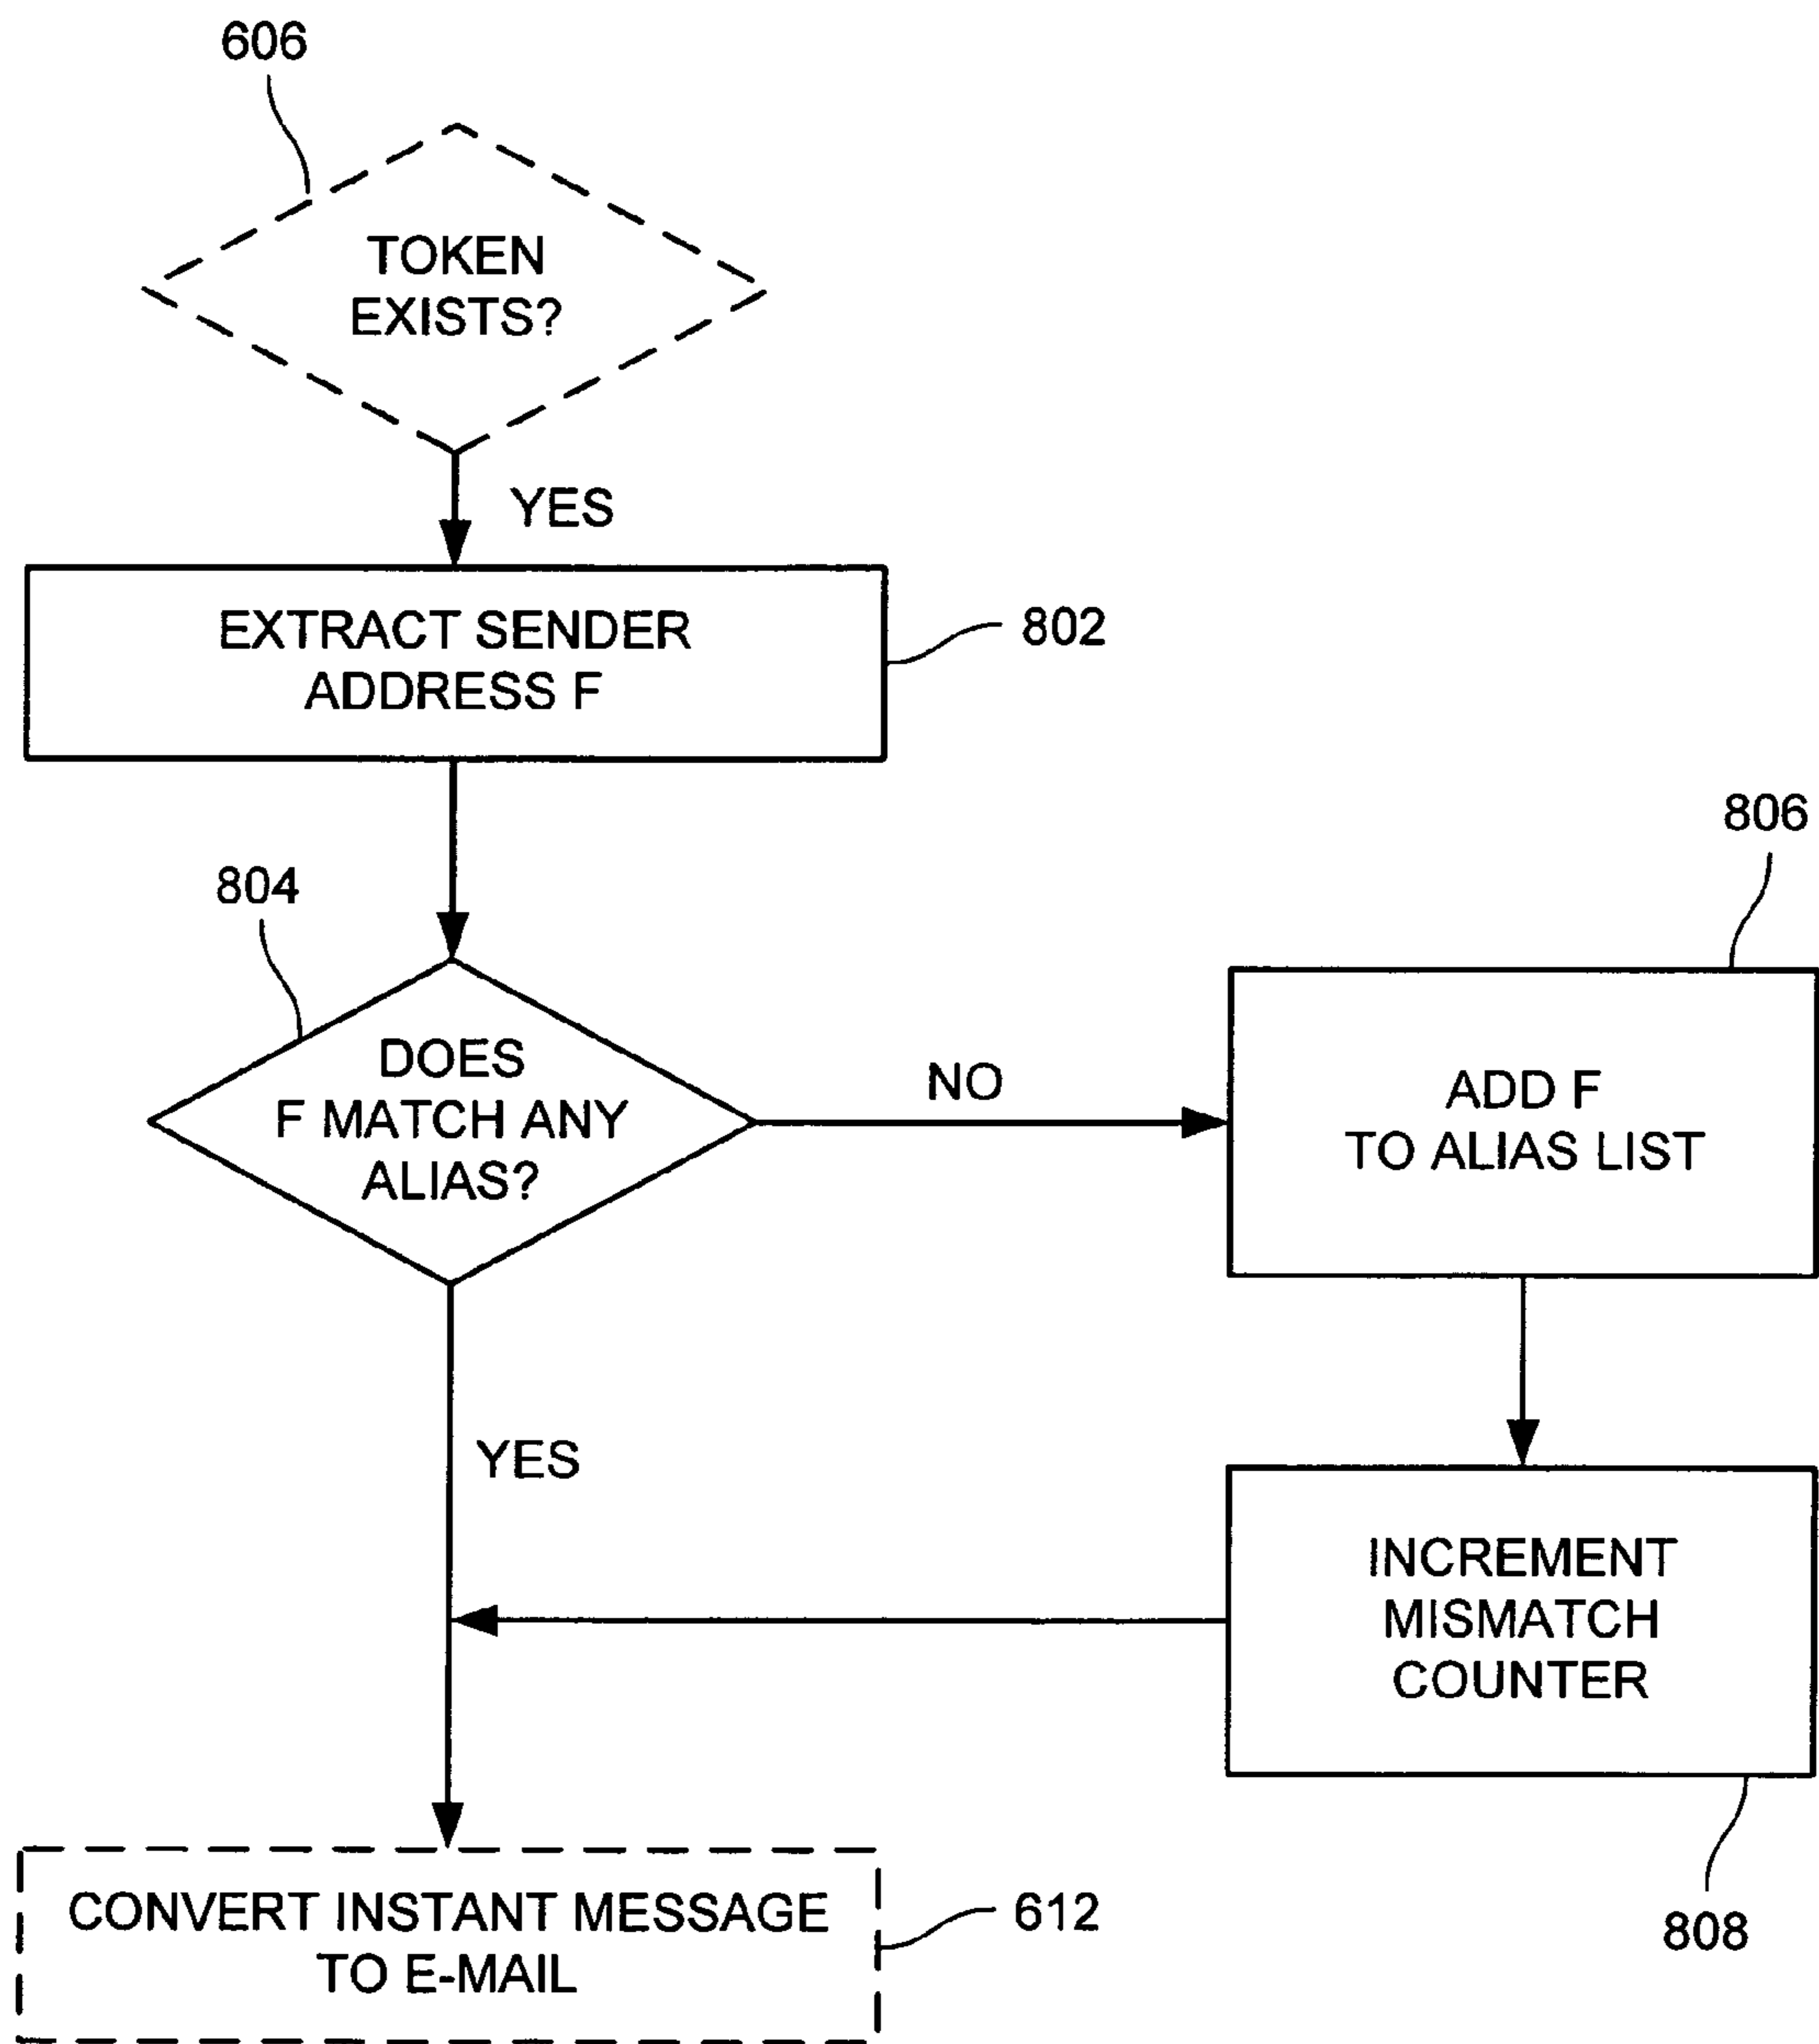 606
TOKEN
EXISTS?
YES
EXTRACT SENDER
ADDRESS F
802
804
DOES
F MATCH ANY
ALIAS?
NO
806
ADD F
TO ALIAS LIST
YES
INCREMENT
MISMATCH
COUNTER
808
CONVERT INSTANT MESSAGE
TO E-MAIL
612